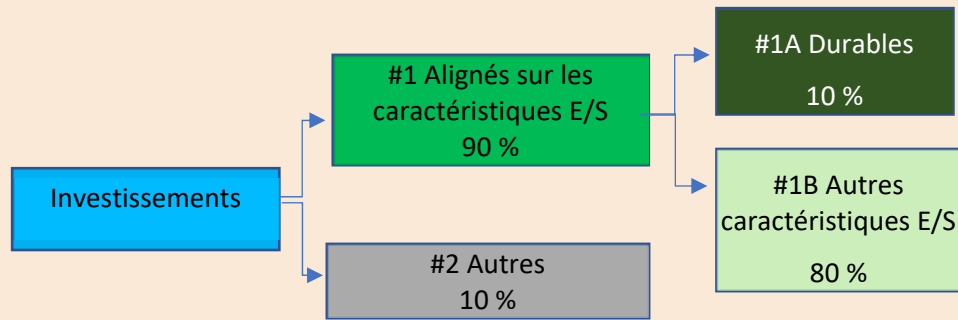 #1A Durables
10 %
#1 Alignés sur les
caractéristiques E/S
90 %
Investissements
#1B Autres
caractéristiques E/S
80 %
#2 Autres
10 %